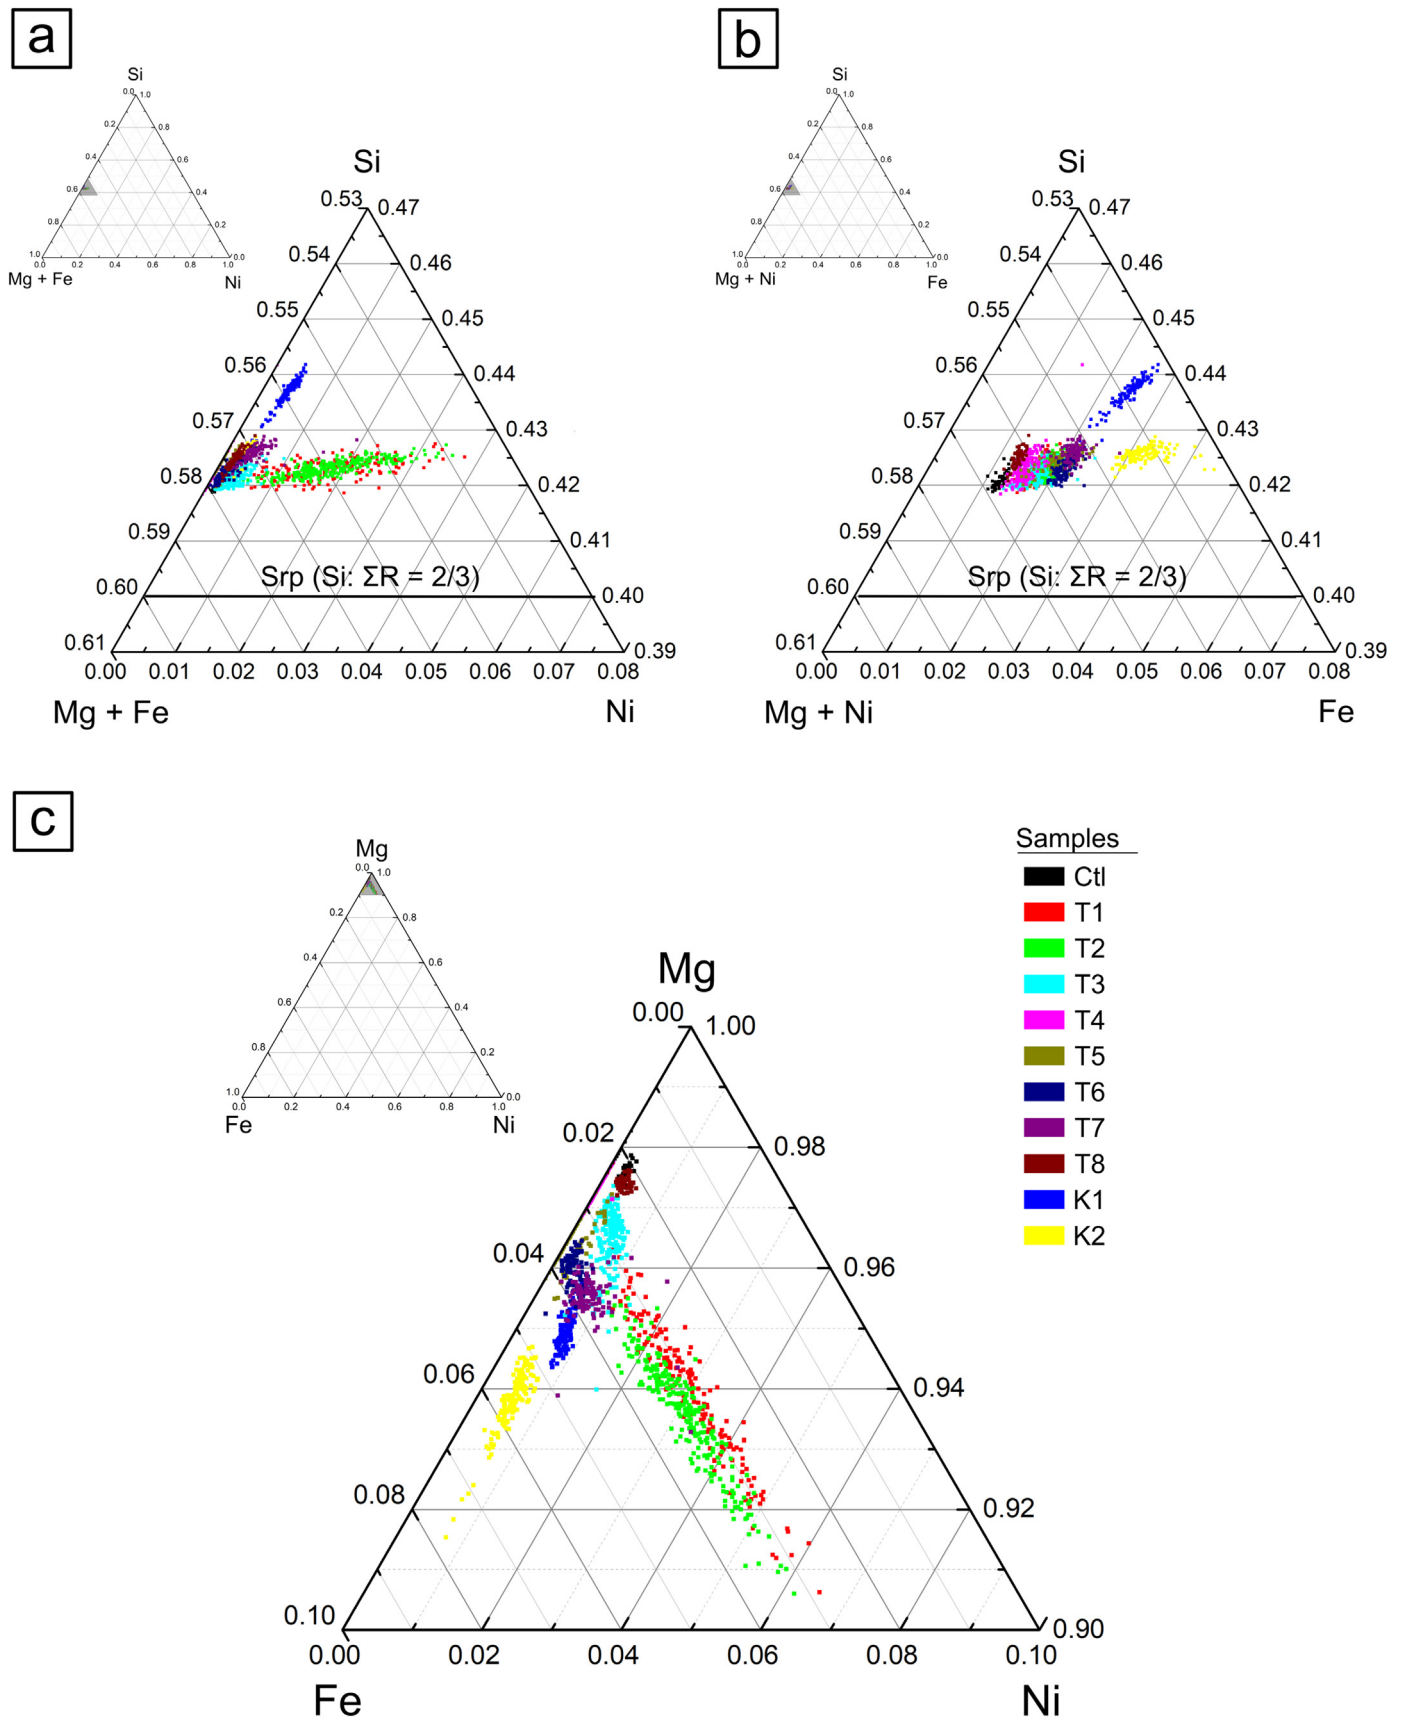 a
Si
0.0 1.0
0.2 0.8
0.4 0.6
0.6 0.4
0.8 0.2
1.0 0.0
0.0 0.2 0.4 0.6 0.8 1.0
Mg + Fe Ni
Si
0.53 0.47
0.54 0.46
0.55 0.45
0.56 0.44
0.57 0.43
0.58 0.42
0.59 0.41
Srp (Si: ΣR = 2/3)
0.60 0.40
0.61 0.39
0.00 0.01 0.02 0.03 0.04 0.05 0.06 0.07 0.08
Mg + Fe Ni
b
Si
0.0 1.0
0.2 0.8
0.4 0.6
0.6 0.4
0.8 0.2
1.0 0.0
0.0 0.2 0.4 0.6 0.8 1.0
Mg + Ni Fe
Si
0.53 0.47
0.54 0.46
0.55 0.45
0.56 0.44
0.57 0.43
0.58 0.42
0.59 0.41
Srp (Si: ΣR = 2/3)
0.60 0.40
0.61 0.39
0.00 0.01 0.02 0.03 0.04 0.05 0.06 0.07 0.08
Mg + Ni Fe
c
Mg
0.0 1.0
0.2 0.8
0.4 0.6
0.6 0.4
0.8 0.2
1.0 0.0
0.0 0.2 0.4 0.6 0.8 1.0
Fe Ni
Mg
0.00 1.00
0.02 0.98
0.04 0.96
0.06 0.94
0.08 0.92
0.10 0.90
0.00 0.02 0.04 0.06 0.08 0.10
Fe Ni
Samples
Ctl
T1
T2
T3
T4
T5
T6
T7
T8
K1
K2